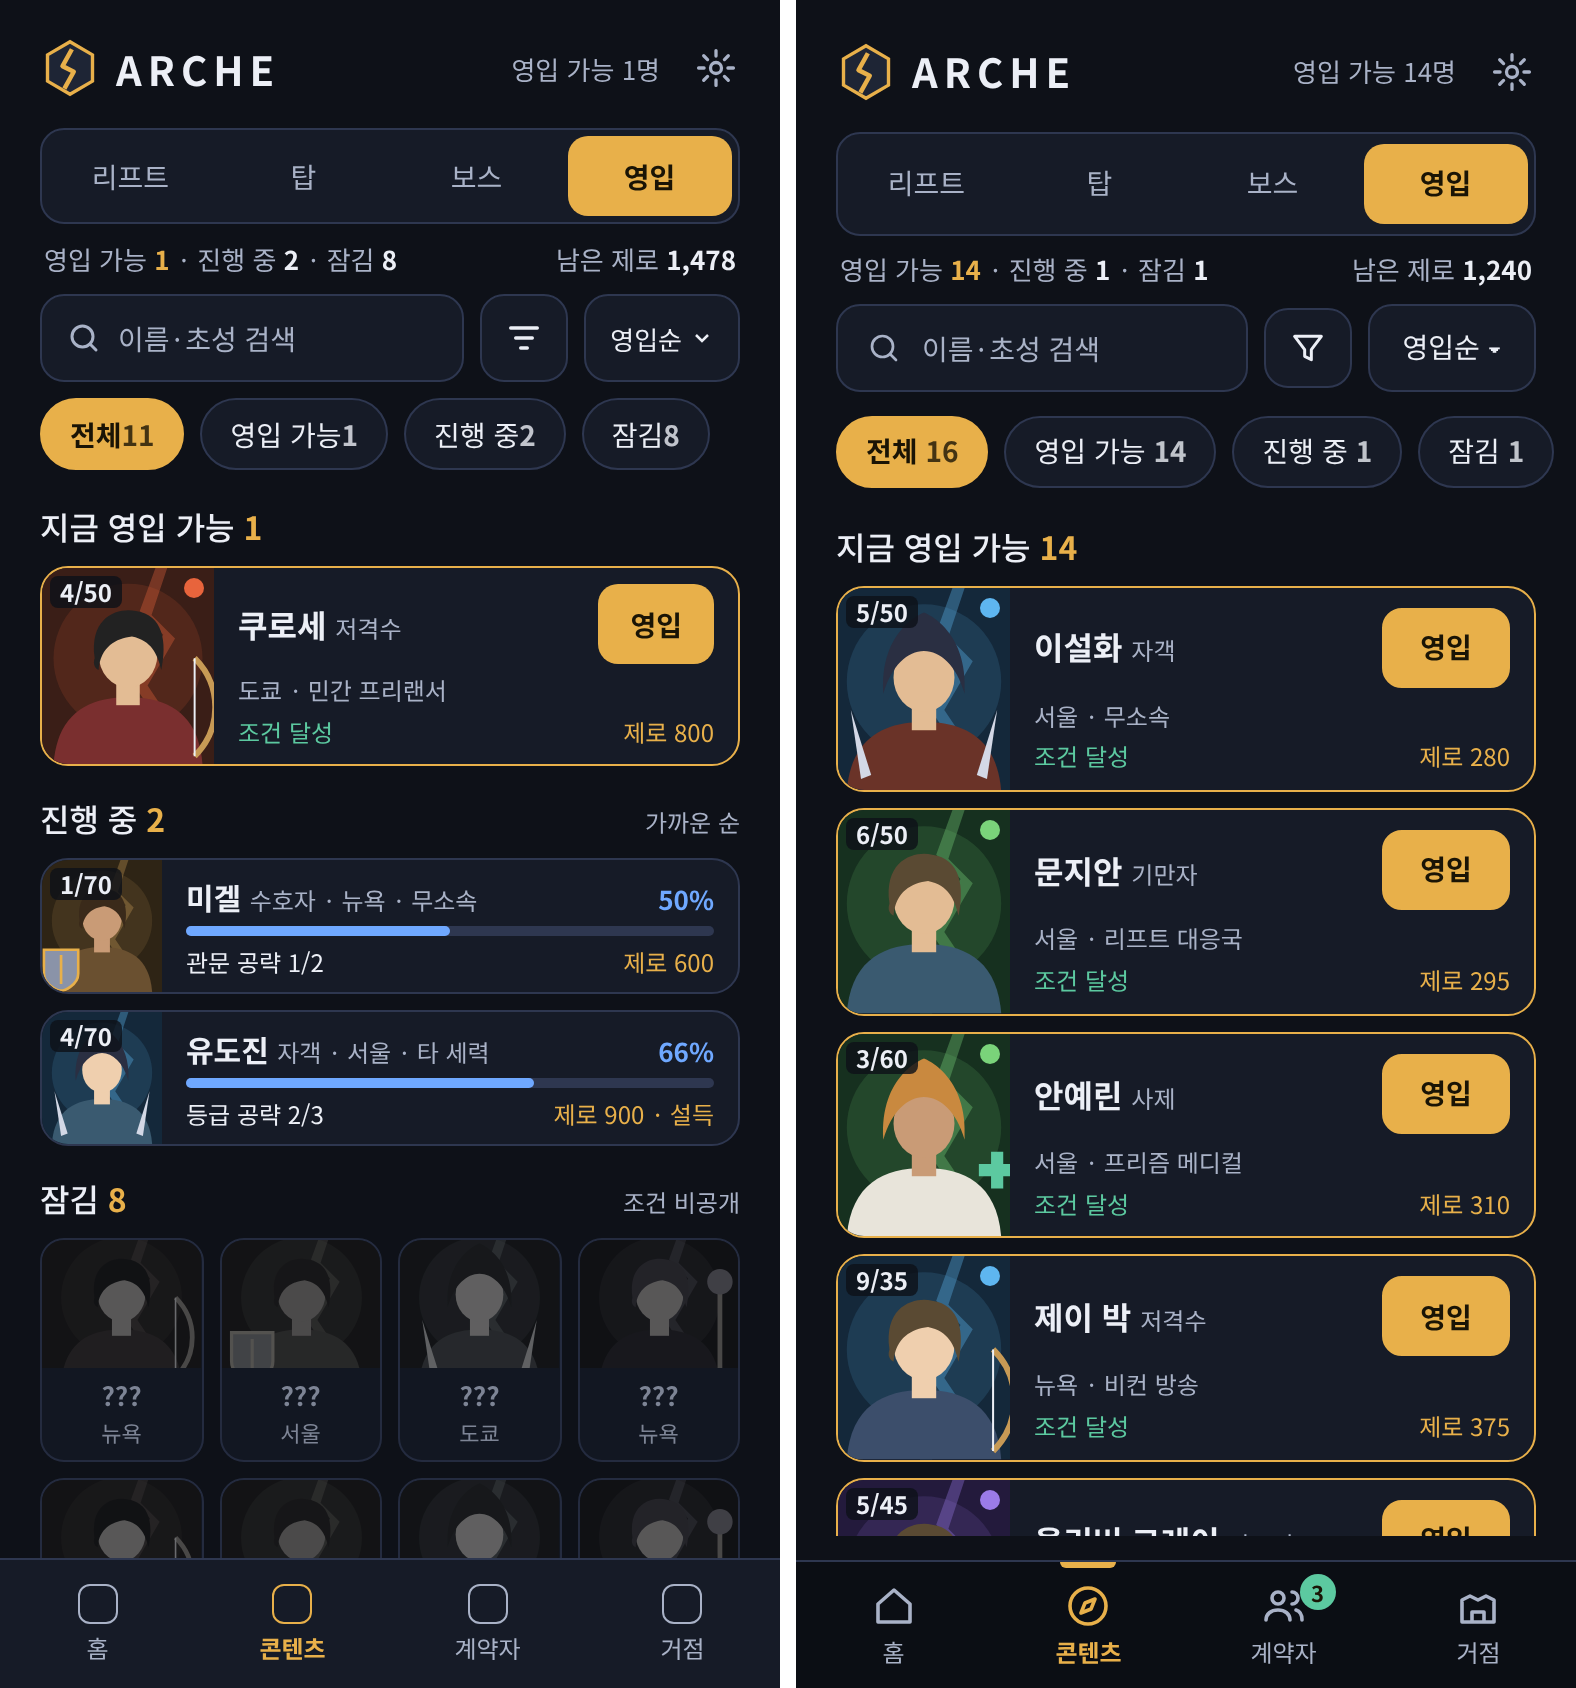 ARCHE
영입 가능 1명
리프트
탑
보스
영입
영입 가능 1 · 진행 중 2 · 잠김 8
남은 제로 1,478
이름·초성 검색
영입순
전체11
영입 가능1
진행 중2
잠김8
지금 영입 가능 1
4/50
쿠로세 저격수
영입
도쿄 · 민간 프리랜서
조건 달성
제로 800
진행 중 2
가까운 순
1/70
미겔 수호자 · 뉴욕 · 무소속
50%
관문 공략 1/2
제로 600
4/70
유도진 자객 · 서울 · 타 세력
66%
등급 공략 2/3
제로 900 · 설득
잠김 8
조건 비공개
???
뉴욕
???
서울
???
도쿄
???
뉴욕
홈
콘텐츠
계약자
거점
ARCHE
영입 가능 14명
리프트
탑
보스
영입
영입 가능 14 · 진행 중 1 · 잠김 1
남은 제로 1,240
이름·초성 검색
영입순
전체 16
영입 가능 14
진행 중 1
잠김 1
지금 영입 가능 14
5/50
이설화 자객
영입
서울 · 무소속
조건 달성
제로 280
6/50
문지안 기만자
영입
서울 · 리프트 대응국
조건 달성
제로 295
3/60
안예린 사제
영입
서울 · 프리즘 메디컬
조건 달성
제로 310
9/35
제이 박 저격수
영입
뉴욕 · 비컨 방송
조건 달성
제로 375
5/45
홈
콘텐츠
3
계약자
거점